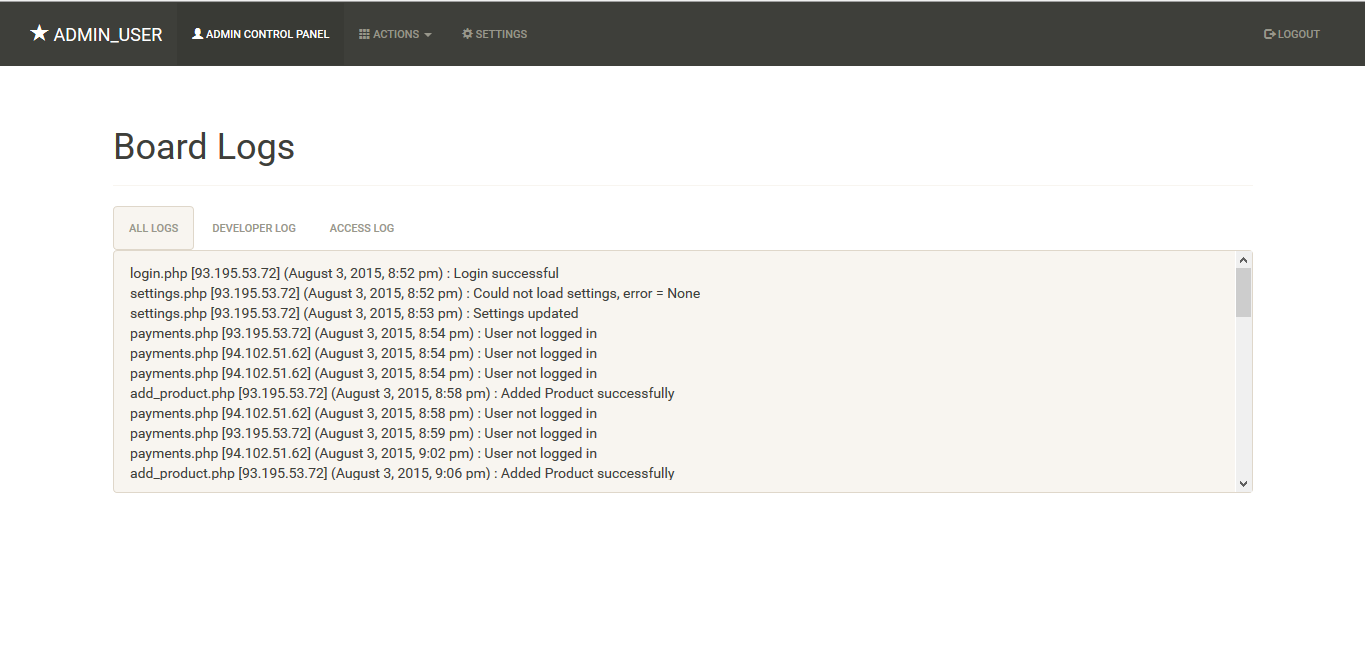 ADMIN_USER ADMIN CONTROL PANEL ACTIONS SETTINGS LOGOUT
Board Logs
ALL LOGS DEVELOPER LOG ACCESS LOG
login.php [93.195.53.72] (August 3, 2015, 8:52 pm) : Login successful
settings.php [93.195.53.72] (August 3, 2015, 8:52 pm) : Could not load settings, error = None
settings.php [93.195.53.72] (August 3, 2015, 8:53 pm) : Settings updated
payments.php [93.195.53.72] (August 3, 2015, 8:54 pm) : User not logged in
payments.php [94.102.51.62] (August 3, 2015, 8:54 pm) : User not logged in
payments.php [94.102.51.62] (August 3, 2015, 8:54 pm) : User not logged in
add_product.php [93.195.53.72] (August 3, 2015, 8:58 pm) : Added Product successfully
payments.php [94.102.51.62] (August 3, 2015, 8:58 pm) : User not logged in
payments.php [93.195.53.72] (August 3, 2015, 8:59 pm) : User not logged in
payments.php [94.102.51.62] (August 3, 2015, 9:02 pm) : User not logged in
add_product.php [93.195.53.72] (August 3, 2015, 9:06 pm) : Added Product successfully